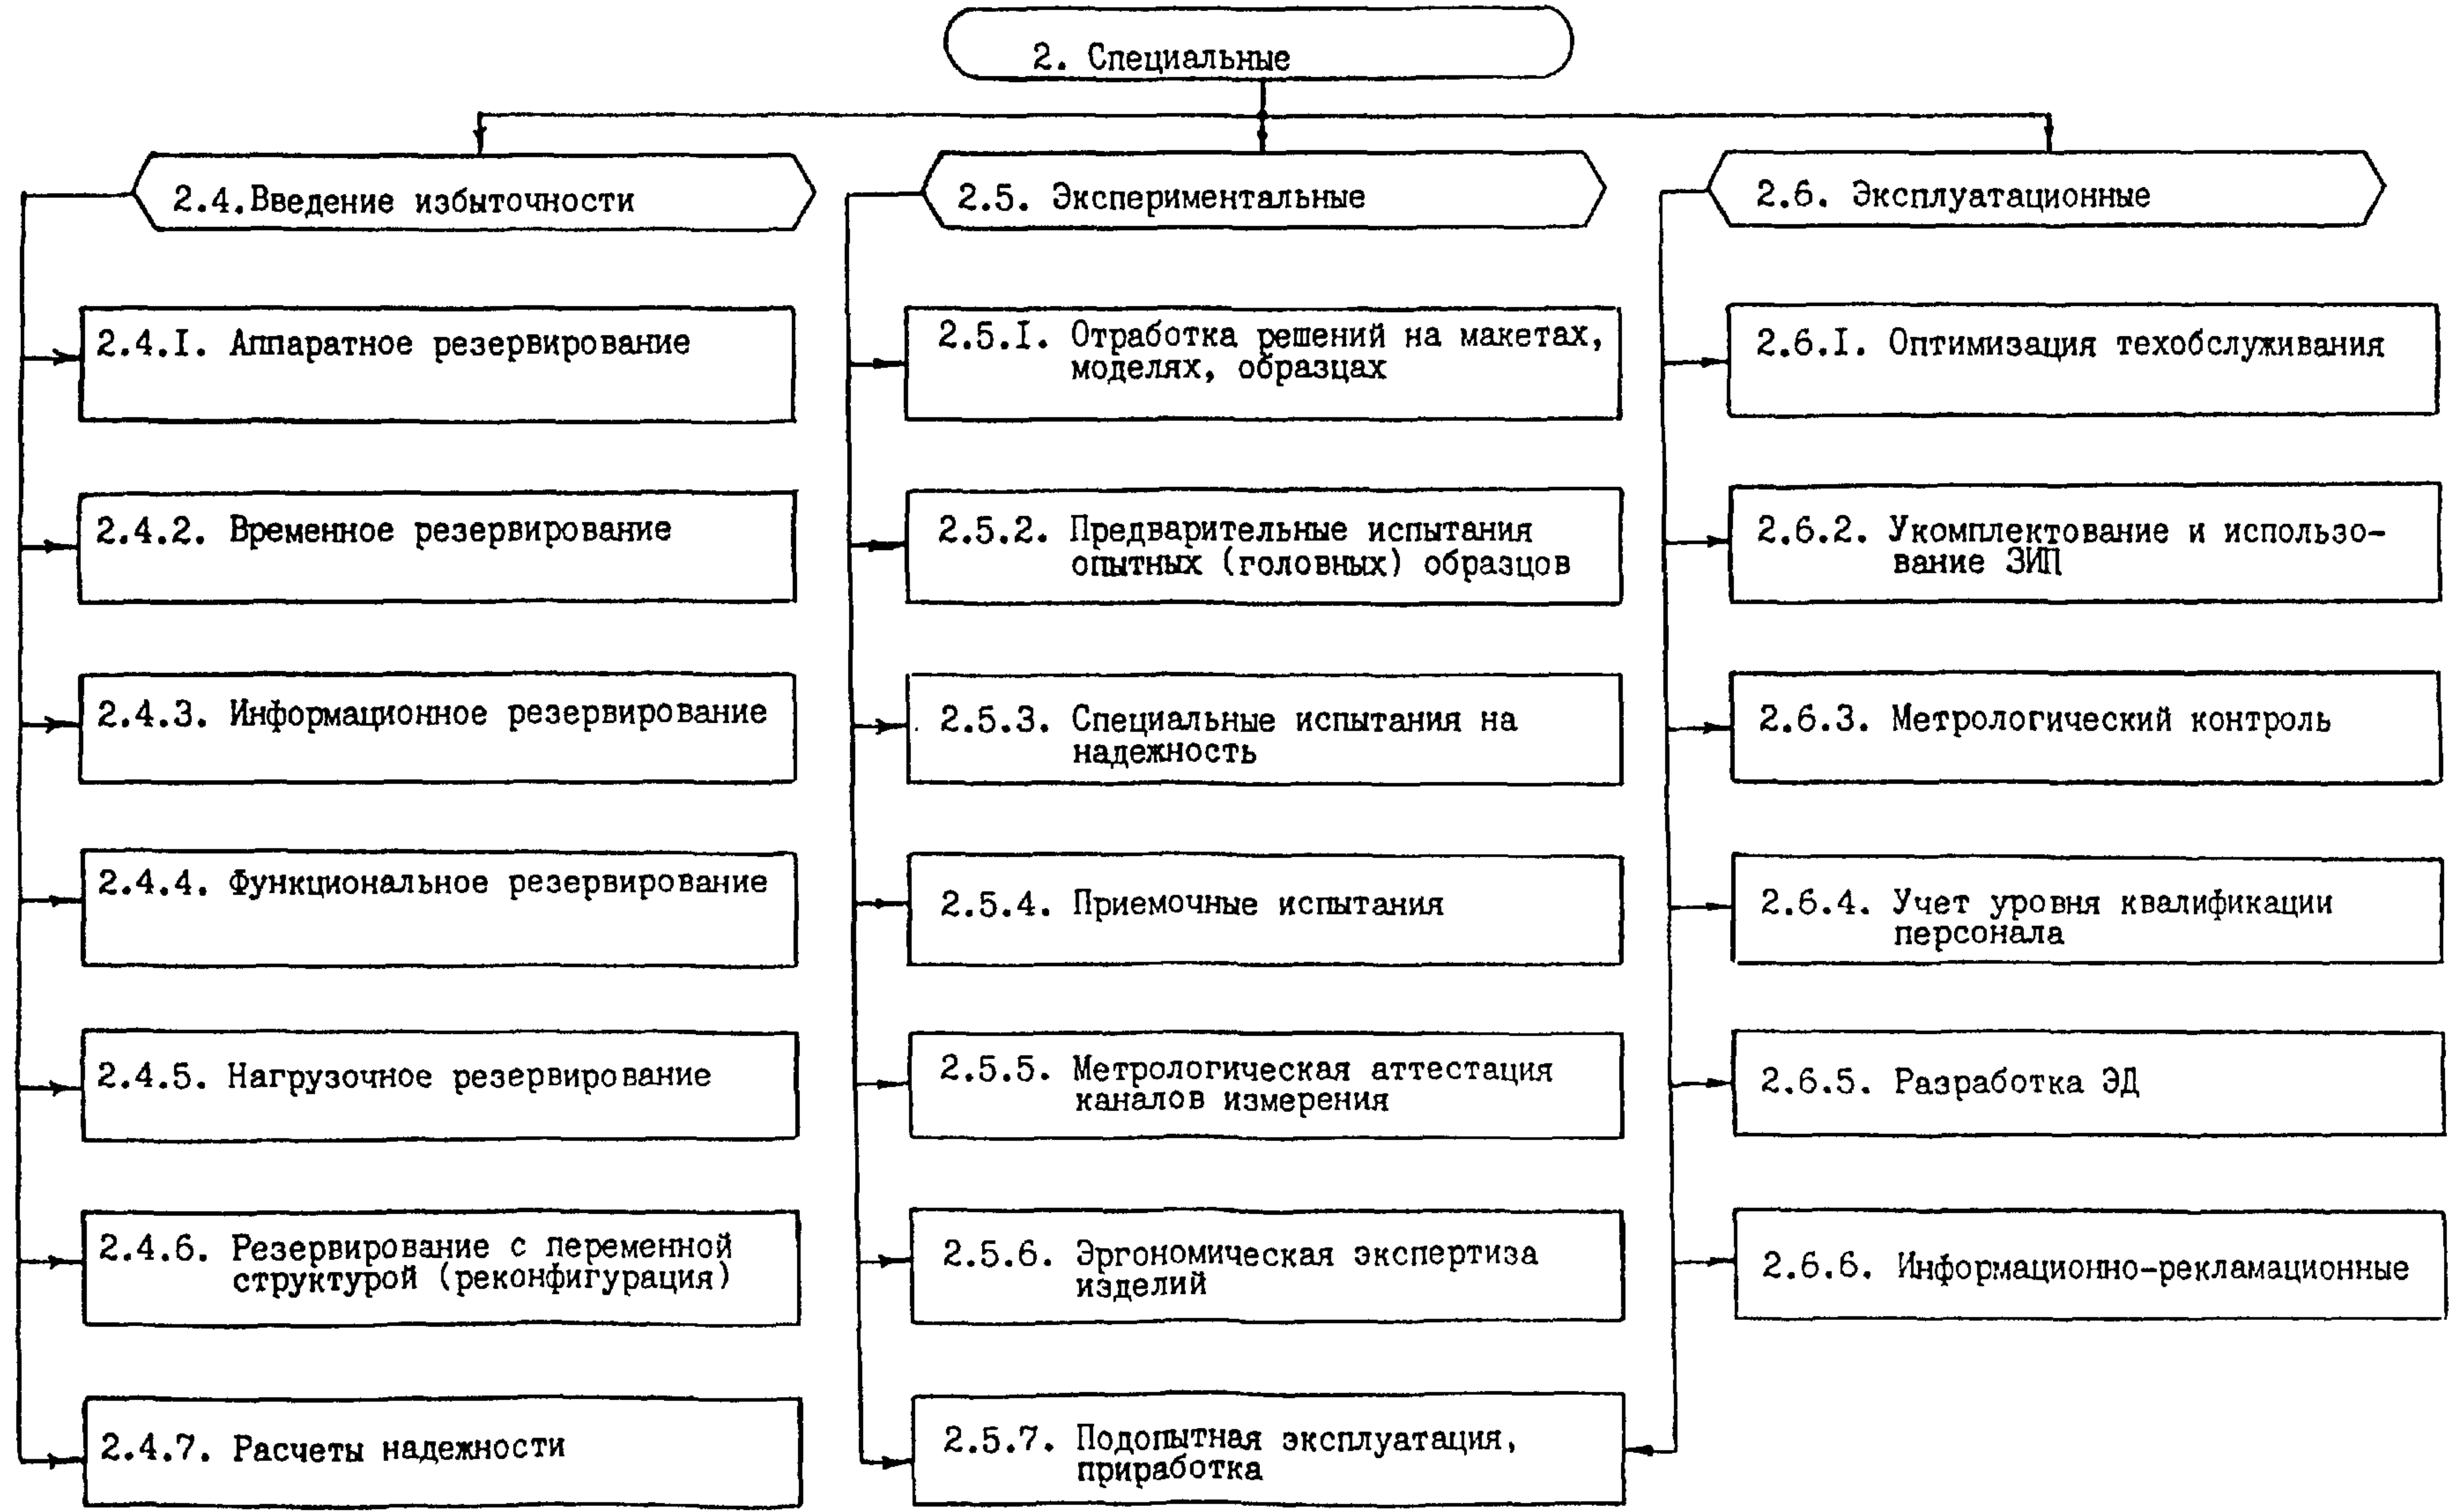 2. Специальные
2.4.Введение избыточности
2.4.I. Аппаратное резервирование
2.4.2. Временное резервирование
2.4.3. Информационное резервирование
2.4.4. Функциональное резервирование
2.4.5. Нагрузочное резервирование
2.4.6. Резервирование с переменной
структурой (реконфигурация)
2.4.7. Расчеты надежности
2.5. Экспериментальные
2.5.I. Отработка решений на макетах,
моделях, образцах
2.5.2. Предварительные испытания
опытных (головных) образцов
2.5.3. Специальные испытания на
надежность
2.5.4. Приемочные испытания
2.5.5. Метрологическая аттестация
каналов измерения
2.5.6. Эргономическая экспертиза
изделий
2.5.7. Подопытная эксплуатация,
приработка
2.6. Эксплуатационные
2.6.I. Оптимизация техобслуживания
2.6.2. Укомплектование и использо-
вание ЗИП
2.6.3. Метрологический контроль
2.6.4. Учет уровня квалификации
персонала
2.6.5. Разработка ЭД
2.6.6. Информационно-рекламационные